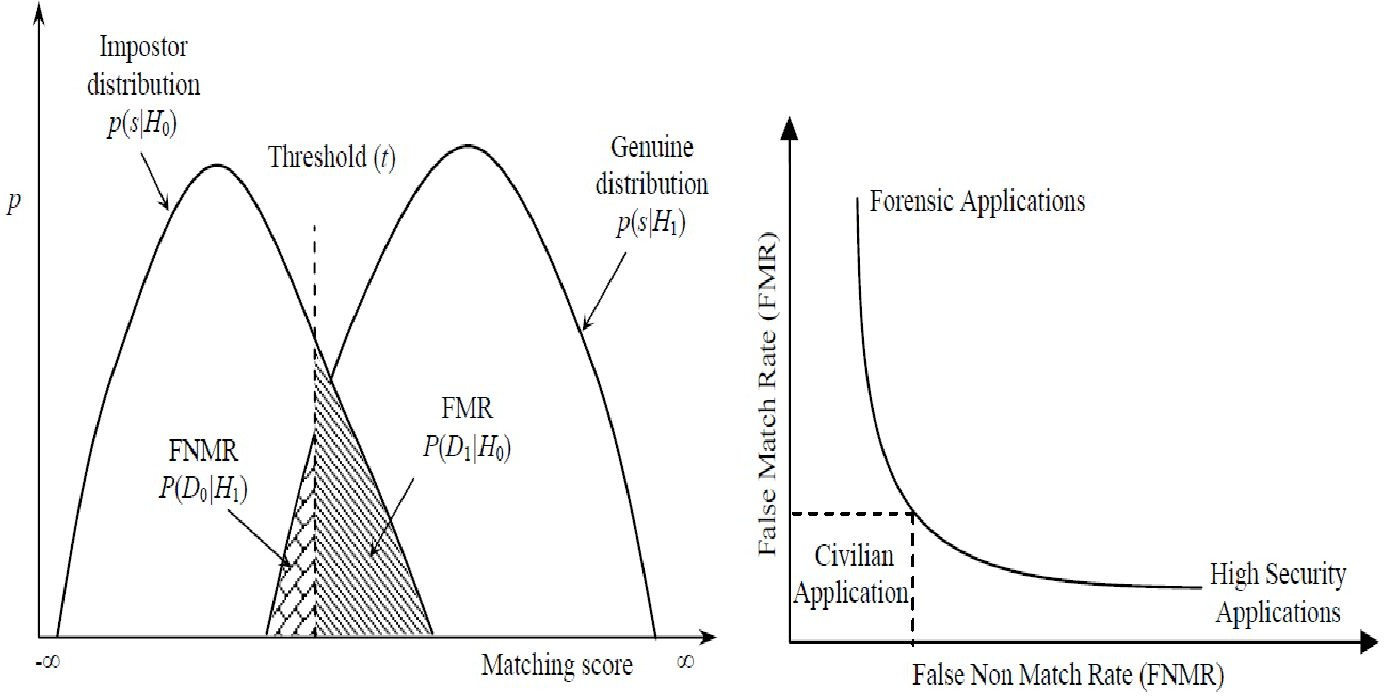 Impostor
distribution
p(s|H₀)
Threshold (t)
Genuine
distribution
p(s|H₁)
p
FMR
P(D₁|H₀)
FNMR
P(D₀|H₁)
-∞
Matching score
∞
False Match Rate (FMR)
Forensic Applications
Civilian
Application
High Security
Applications
False Non Match Rate (FNMR)